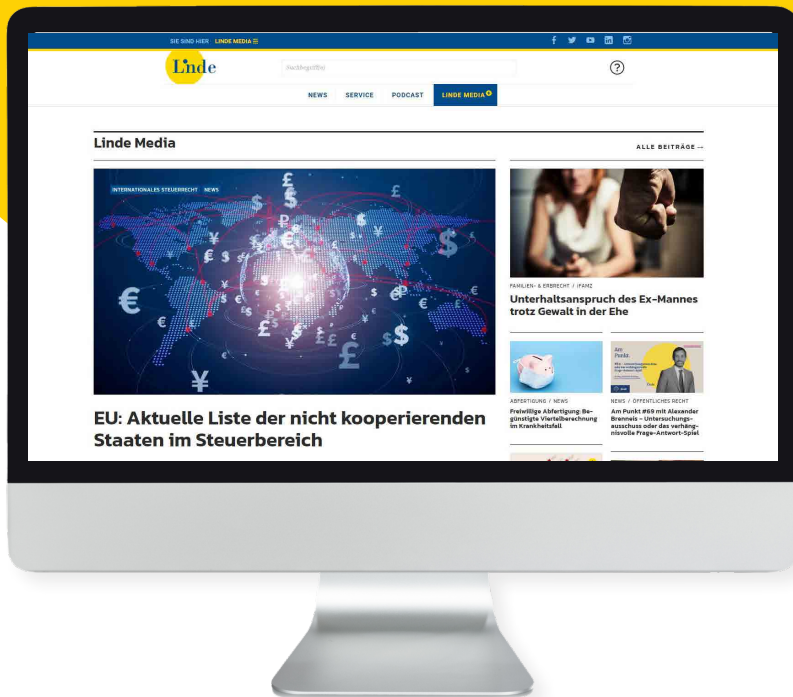 SIE SIND HIER LINDE MEDIA
Linde
(Suchbegriff(e))
NEWS SERVICE PODCAST LINDE MEDIA
Linde Media
ALLE BEITRÄGE
INTERNATIONALES STEUERRECHT NEWS
EU: Aktuelle Liste der nicht kooperierenden
Staaten im Steuerbereich
FAMILIEN- & ERBRECHT / iFAMZ
Unterhaltsanspruch des Ex-Mannes
trotz Gewalt in der Ehe
ABFERTIGUNG / NEWS
Freiwillige Abfertigung: Be-
günstigte Viertelberechnung
im Krankheitsfall
Am
Punkt.
NEWS / ÖFFENTLICHES RECHT
Am Punkt #69 mit Alexander
Brenneis – Untersuchungs-
ausschuss oder das verhäng-
nisvolle Frage-Antwort-Spiel